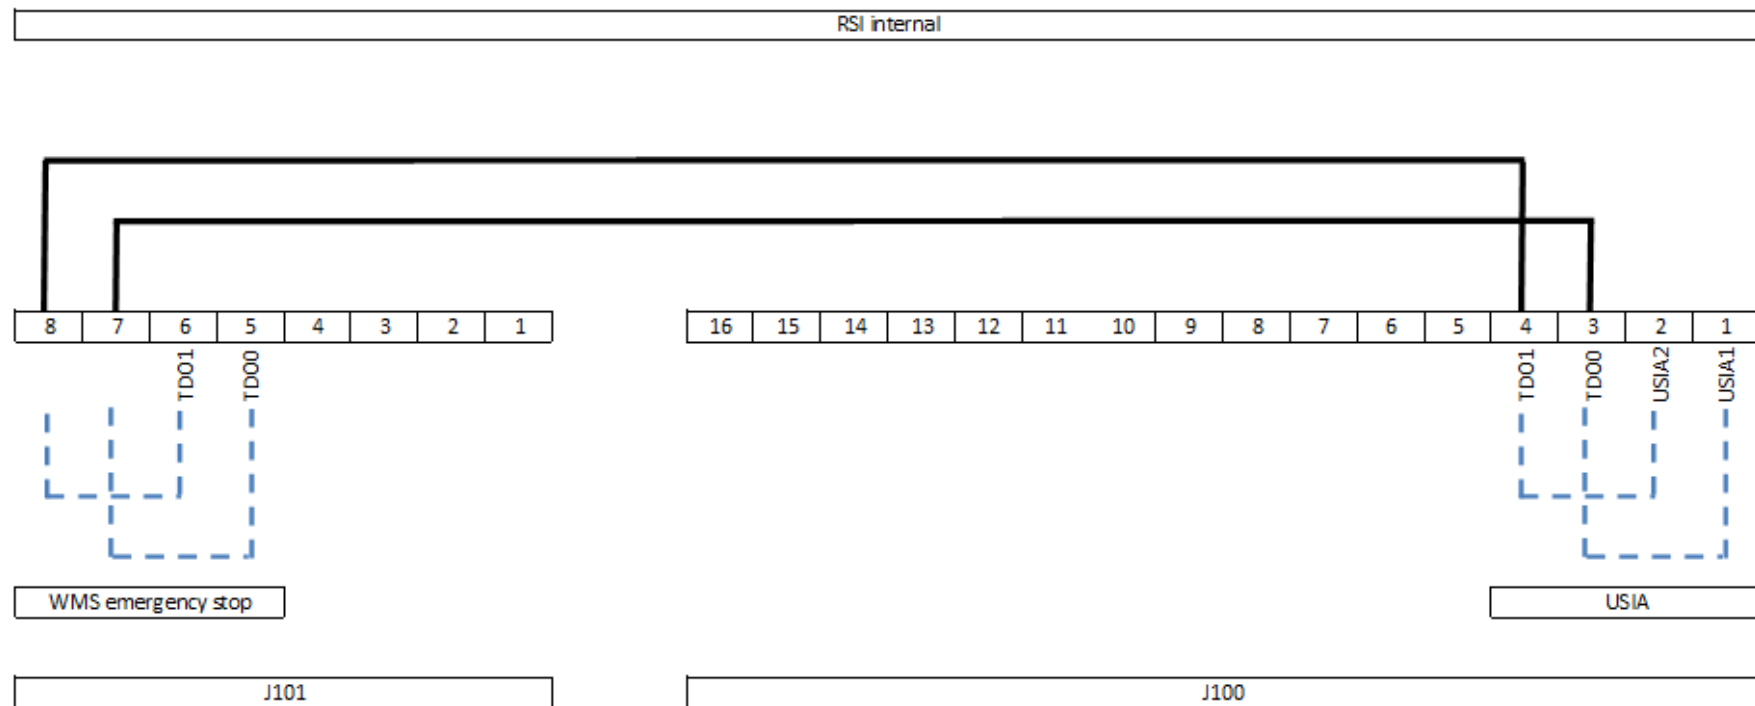 RSI internal
8 7 6 5 4 3 2 1 16 15 14 13 12 11 10 9 8 7 6 5 4 3 2 1
TDO1 TDO0 TDO1 TDO0 USIA2 USIA1
WMS emergency stop USIA
J101 J100